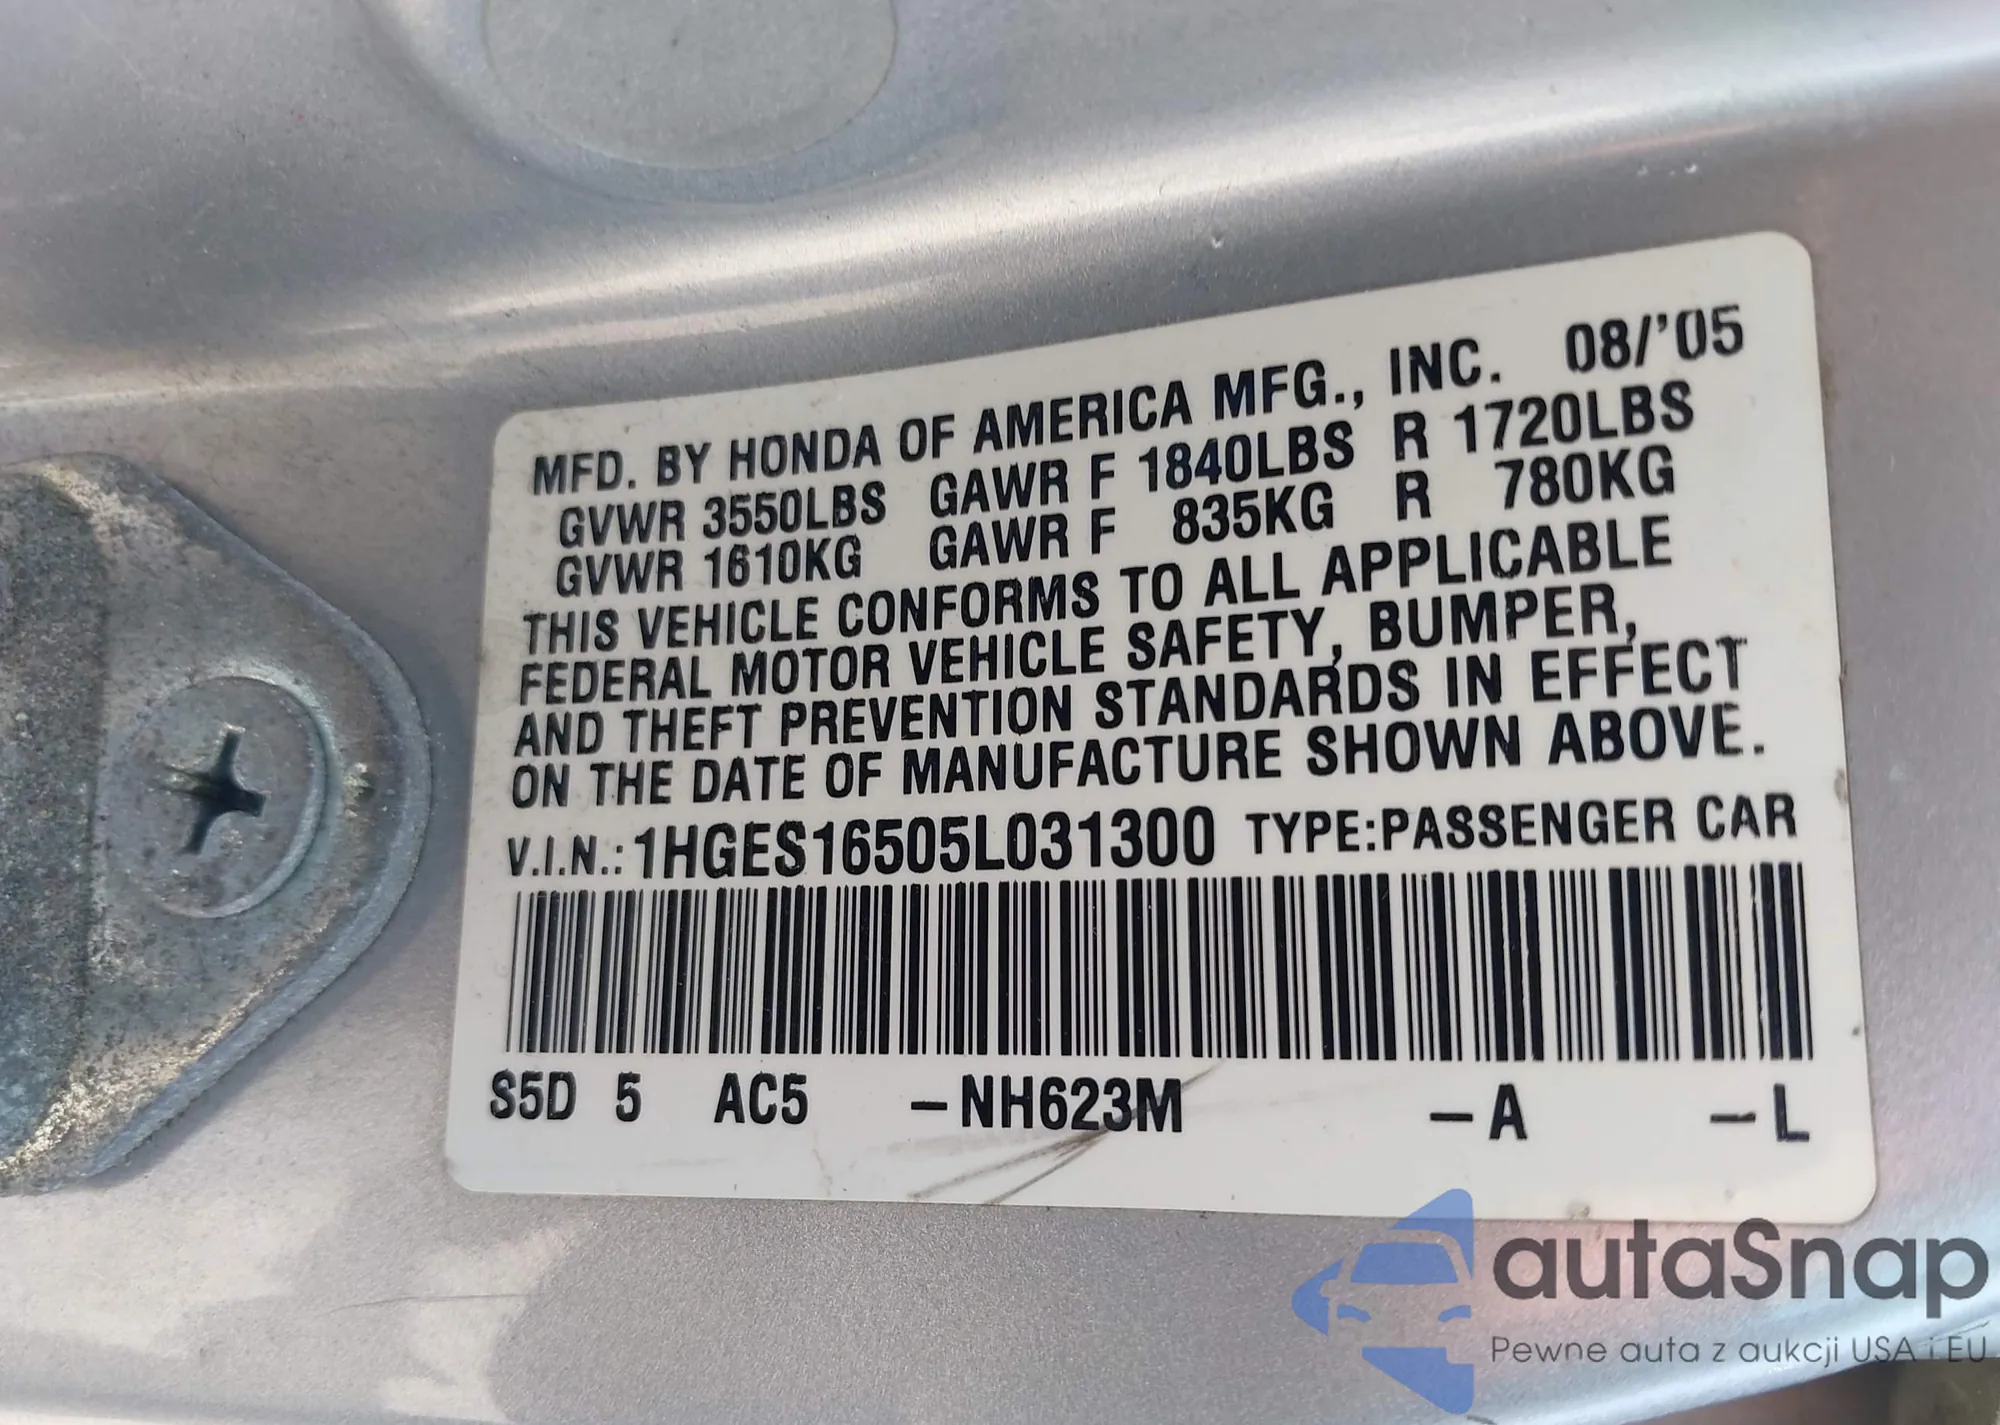 MFD. BY HONDA OF AMERICA MFG., INC. 08/'05
GVWR 3550LBS GAWR F 1840LBS R 1720LBS
GVWR 1610KG GAWR F 835KG R 780KG
THIS VEHICLE CONFORMS TO ALL APPLICABLE
FEDERAL MOTOR VEHICLE SAFETY, BUMPER,
AND THEFT PREVENTION STANDARDS IN EFFECT
ON THE DATE OF MANUFACTURE SHOWN ABOVE.
V.I.N.: 1HGES16505L031300 TYPE:PASSENGER CAR
S5D 5 AC5 –NH623M –A –L
autaSnap
Pewne auta z aukcji USA i EU